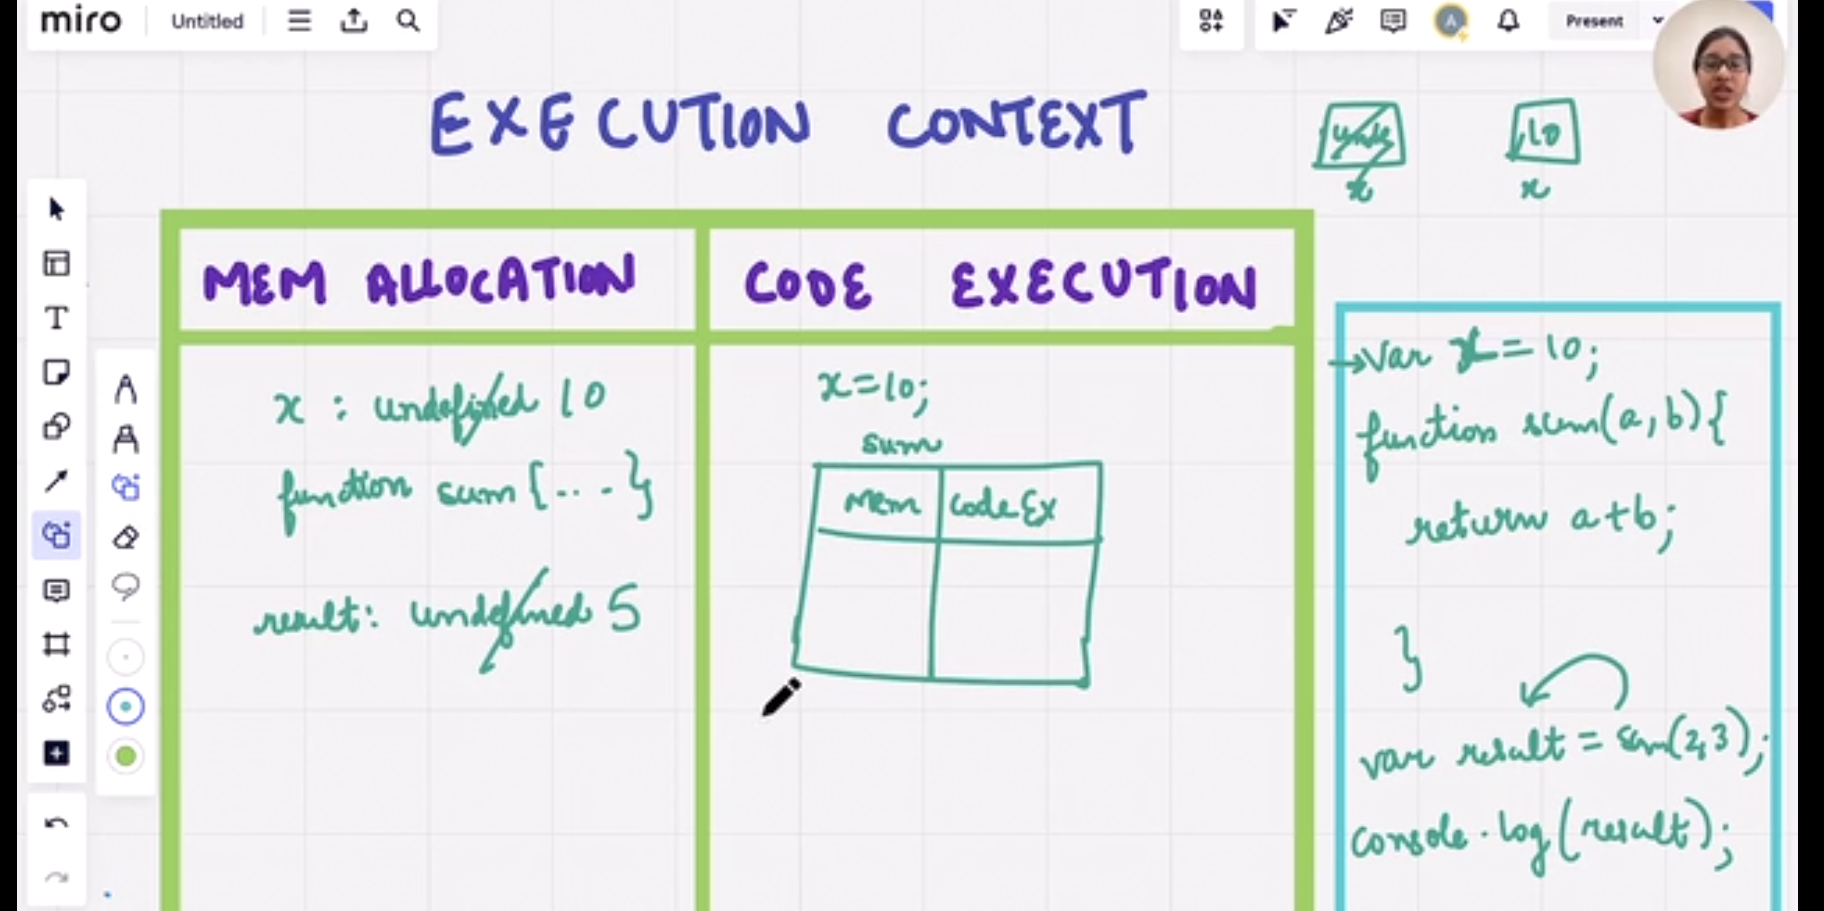 miro
Untitled
A
Present
EXECUTION CONTEXT
10
x
x
MEM ALLOCATION
CODE EXECUTION
x : undefined 10
function sum {...}
result: undefined 5
x=10;
sum
Mem
Code Ex
→var x = 10;
function sum(a,b){
return a+b;
}
var result = sum(2,3);
console.log(result);
T